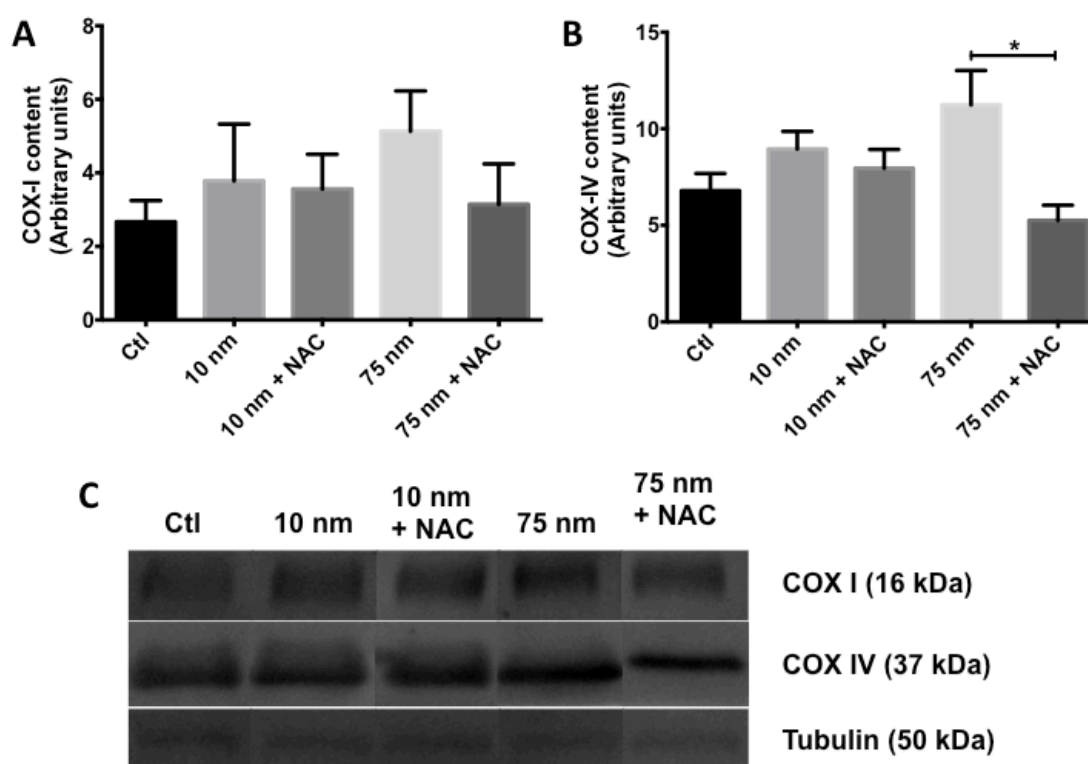 A
COX-I content
(Arbitrary units)
8
6
4
2
0
Ctl
10 nm
10 nm + NAC
75 nm
75 nm + NAC
B
COX-IV content
(Arbitrary units)
15
10
5
0
*
Ctl
10 nm
10 nm + NAC
75 nm
75 nm + NAC
C
Ctl
10 nm
10 nm
+ NAC
75 nm
75 nm
+ NAC
COX I (16 kDa)
COX IV (37 kDa)
Tubulin (50 kDa)